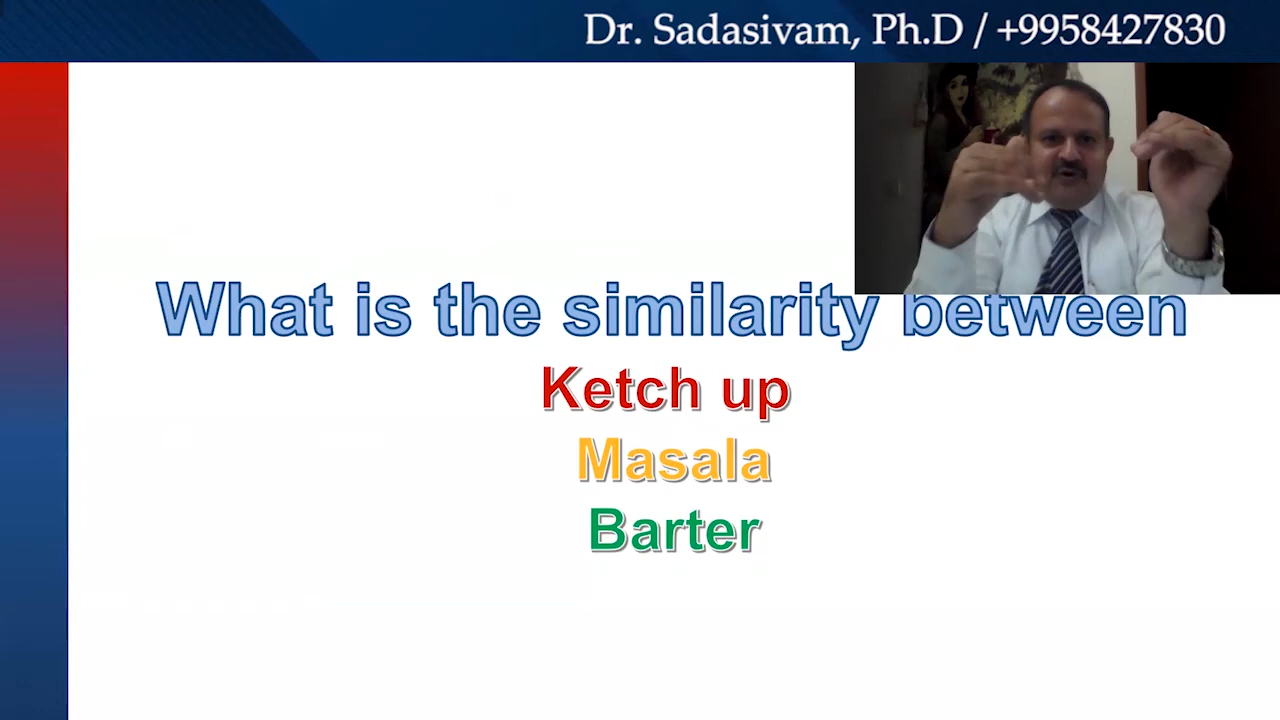 Dr. Sadasivam, Ph.D / +9958427830
What is the similarity between
Ketch up
Masala
Barter